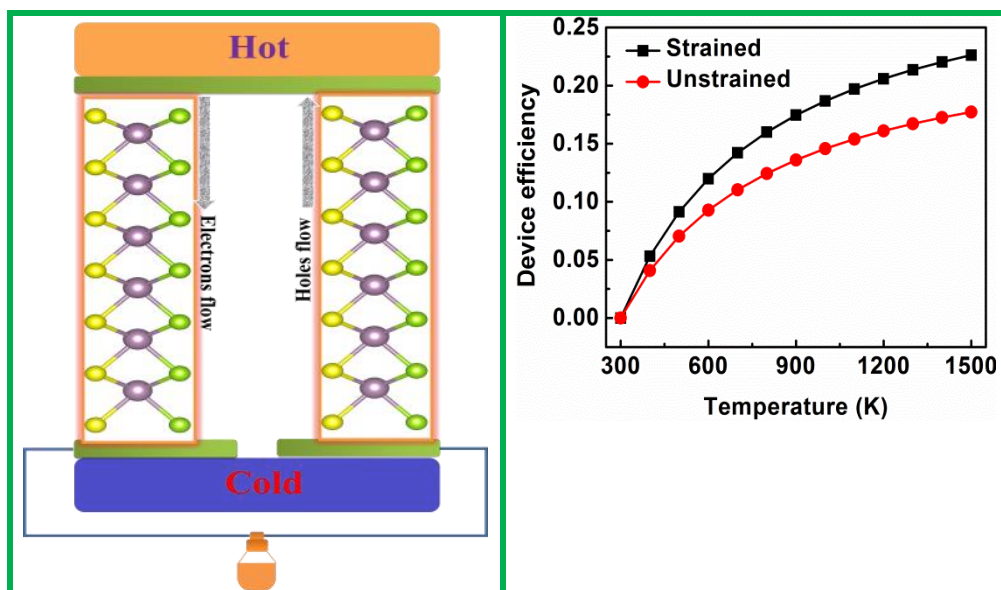 Hot
Electrons flow
Holes flow
Cold
Strained
Unstrained
Device efficiency
0.25
0.20
0.15
0.10
0.05
0.00
300 600 900 1200 1500
Temperature (K)